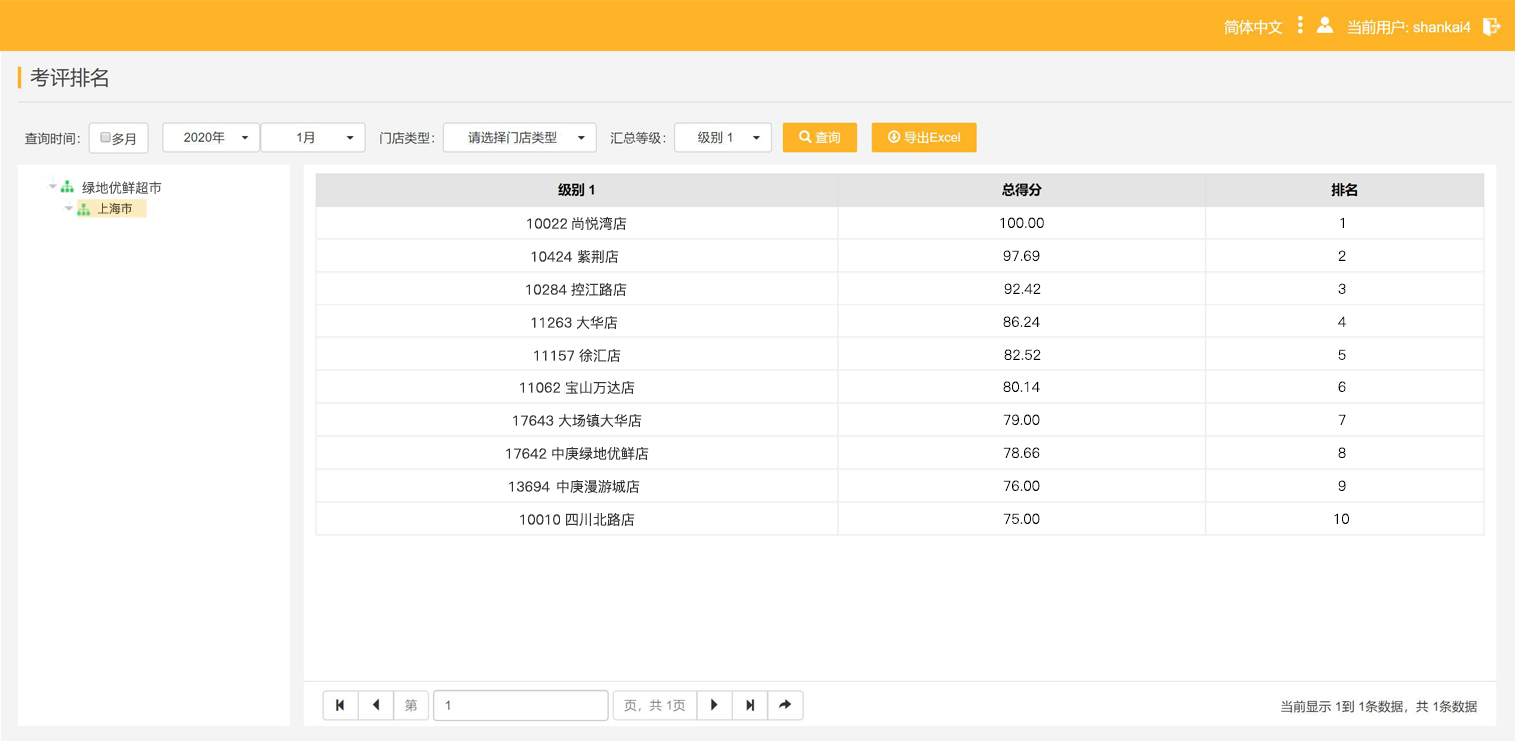 简体中文 当前用户: shankai4
考评排名
查询时间: 多月 2020年 1月 门店类型: 请选择门店类型 汇总等级: 级别 1 查询 导出Excel
绿地优鲜超市
上海市
级别 1 总得分 排名
10022 尚悦湾店 100.00 1
10424 紫荆店 97.69 2
10284 控江路店 92.42 3
11263 大华店 86.24 4
11157 徐汇店 82.52 5
11062 宝山万达店 80.14 6
17643 大场镇大华店 79.00 7
17642 中庚绿地优鲜店 78.66 8
13694 中庚漫游城店 76.00 9
10010 四川北路店 75.00 10
第 1 页，共 1页 当前显示 1到 1条数据，共 1条数据